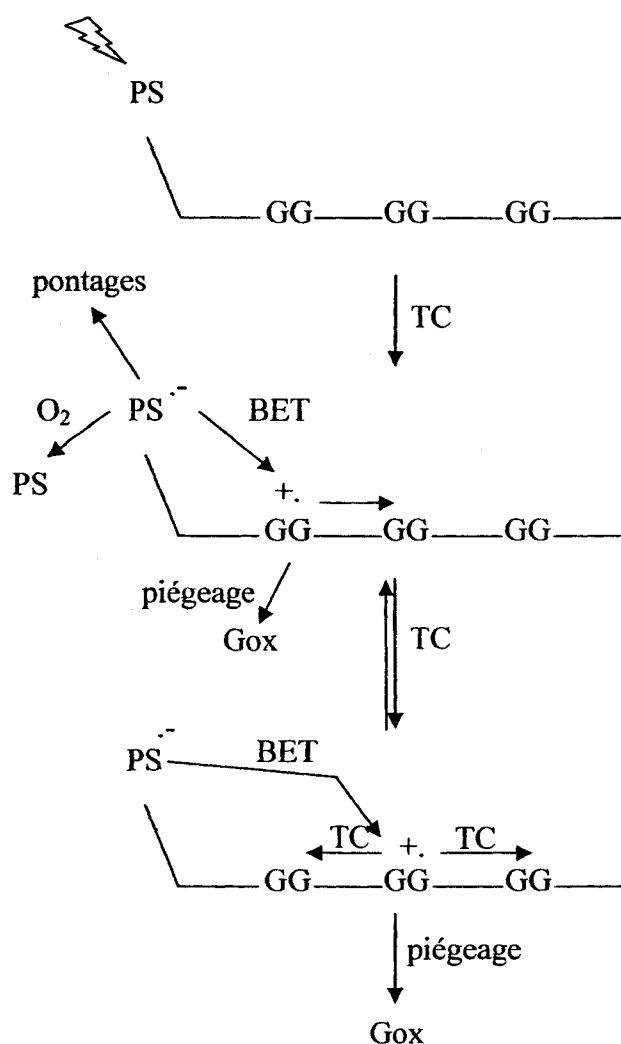 PS
GG GG GG
TC
pontages
O₂ PS·- BET
PS
+.
GG GG GG
piégeage
Gox
TC
PS·- BET
TC +. TC
GG GG GG
piégeage
Gox